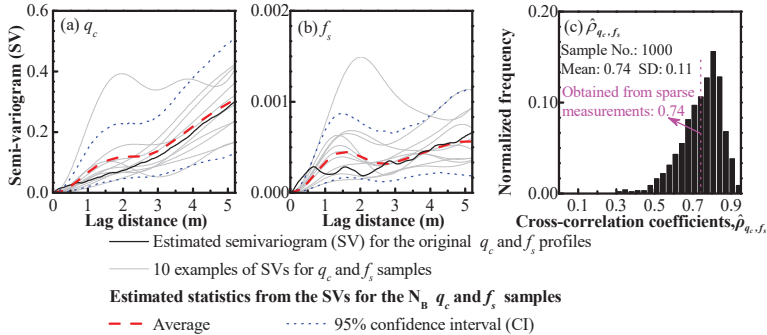 (a) q_c
Semi-variogram (SV)
0.6
0.4
0.2
0.0
0 1 2 3 4 5
Lag distance (m)
(b) f_s
0.002
0.001
0.000
0 1 2 3 4 5
Lag distance (m)
(c) ρ̂_{q_c,f_s}
Sample No.: 1000
Mean: 0.74 SD: 0.11
Obtained from sparse
measurements: 0.74
Normalized frequency
0.20
0.10
0.00
0.1 0.3 0.5 0.7 0.9
Cross-correlation coefficients,ρ̂_{q_c,f_s}
Estimated semivariogram (SV) for the original q_c and f_s profiles
10 examples of SVs for q_c and f_s samples
Estimated statistics from the SVs for the N_B q_c and f_s samples
Average
95% confidence interval (CI)